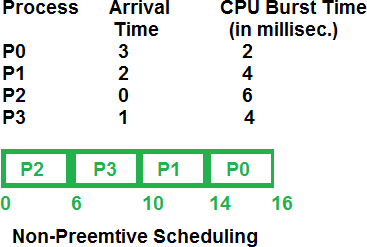 Process Arrival Time CPU Burst Time (in millisec.)
P0 3 2
P1 2 4
P2 0 6
P3 1 4
P2 P3 P1 P0
0 6 10 14 16
Non-Preemtive Scheduling